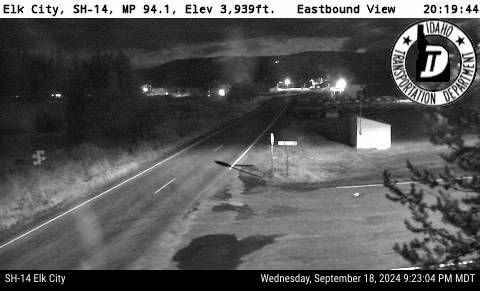 Elk City, SH-14, MP 94.1, Elev 3,939ft. Eastbound View 20:19:44
IDAHO
TRANSPORTATION DEPARTMENT
SH-14 Elk City Wednesday, September 18, 2024 9:23:04 PM MDT